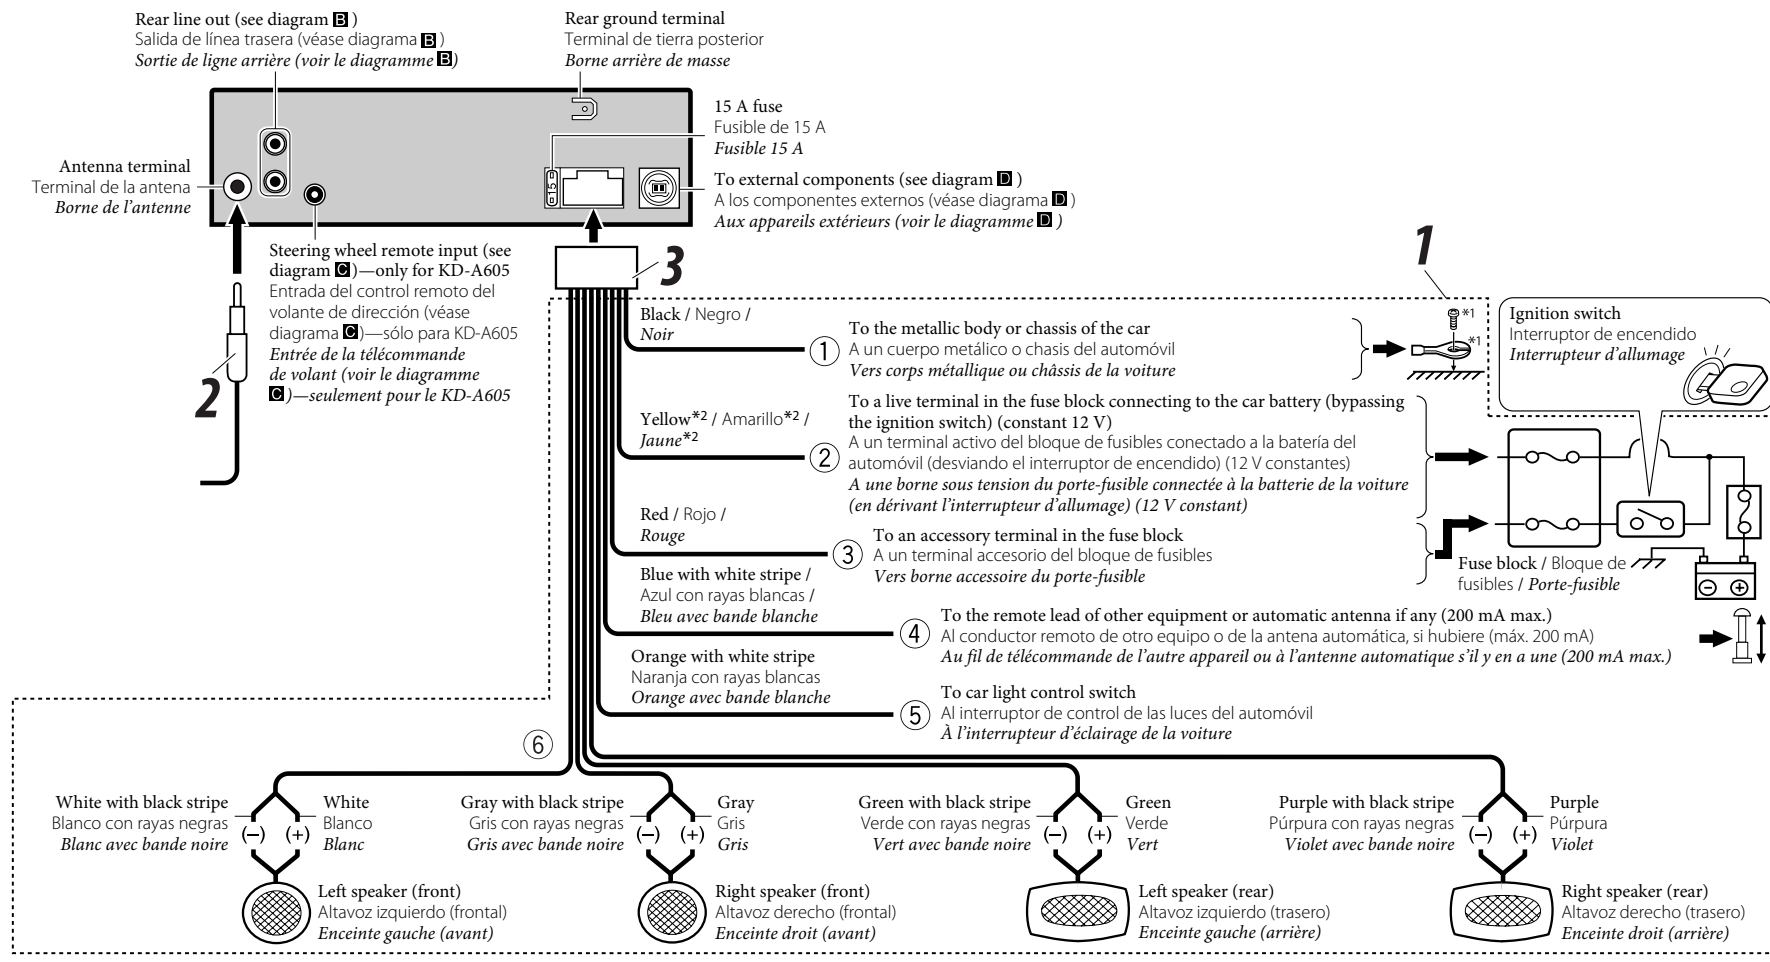 Rear line out (see diagram B )
Salida de línea trasera (véase diagrama B )
Sortie de ligne arrière (voir le diagramme B)
Rear ground terminal
Terminal de tierra posterior
Borne arrière de masse
15 A fuse
Fusible de 15 A
Fusible 15 A
Antenna terminal
Terminal de la antena
Borne de l'antenne
15
To external components (see diagram D )
A los componentes externos (véase diagrama D )
Aux appareils extérieurs (voir le diagramme D )
Steering wheel remote input (see
diagram C )—only for KD-A605
Entrada del control remoto del
volante de dirección (véase
diagrama C )—sólo para KD-A605
Entrée de la télécommande
de volant (voir le diagramme
C )—seulement pour le KD-A605
2
3
1
Black / Negro /
Noir
1
To the metallic body or chassis of the car
A un cuerpo metálico o chasis del automóvil
Vers corps métallique ou châssis de la voiture
*1
*1
Ignition switch
Interruptor de encendido
Interrupteur d'allumage
Yellow*2 / Amarillo*2 /
Jaune*2
2
To a live terminal in the fuse block connecting to the car battery (bypassing
the ignition switch) (constant 12 V)
A un terminal activo del bloque de fusibles conectado a la batería del
automóvil (desviando el interruptor de encendido) (12 V constantes)
A une borne sous tension du porte-fusible connectée à la batterie de la voiture
(en dérivant l'interrupteur d'allumage) (12 V constant)
Red / Rojo /
Rouge
3
To an accessory terminal in the fuse block
A un terminal accesorio del bloque de fusibles
Vers borne accessoire du porte-fusible
Fuse block / Bloque de
fusibles / Porte-fusible
− +
Blue with white stripe /
Azul con rayas blancas /
Bleu avec bande blanche
4
To the remote lead of other equipment or automatic antenna if any (200 mA max.)
Al conductor remoto de otro equipo o de la antena automática, si hubiere (máx. 200 mA)
Au fil de télécommande de l'autre appareil ou à l'antenne automatique s'il y en a une (200 mA max.)
Orange with white stripe
Naranja con rayas blancas
Orange avec bande blanche
5
To car light control switch
Al interruptor de control de las luces del automóvil
À l'interrupteur d'éclairage de la voiture
6
White with black stripe
Blanco con rayas negras
Blanc avec bande noire
(−) (+)
White
Blanco
Blanc
Gray with black stripe
Gris con rayas negras
Gris avec bande noire
(−) (+)
Gray
Gris
Gris
Green with black stripe
Verde con rayas negras
Vert avec bande noire
(−) (+)
Green
Verde
Vert
Purple with black stripe
Púrpura con rayas negras
Violet avec bande noire
(−) (+)
Purple
Púrpura
Violet
Left speaker (front)
Altavoz izquierdo (frontal)
Enceinte gauche (avant)
Right speaker (front)
Altavoz derecho (frontal)
Enceinte droit (avant)
Left speaker (rear)
Altavoz izquierdo (trasero)
Enceinte gauche (arrière)
Right speaker (rear)
Altavoz derecho (trasero)
Enceinte droit (arrière)